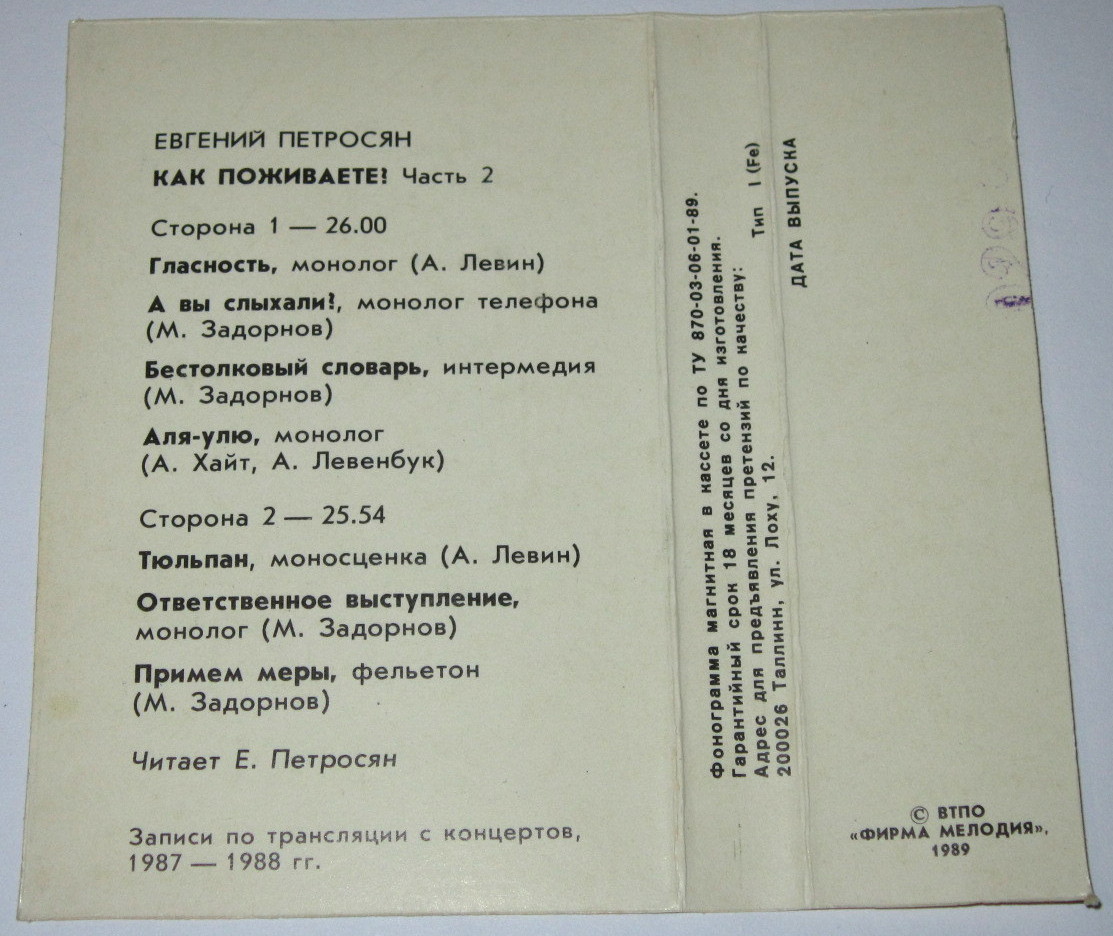 ЕВГЕНИЙ ПЕТРОСЯН
КАК ПОЖИВАЕТЕ? Часть 2
Сторона 1 — 26.00
Гласность, монолог (А. Левин)
А вы слыхали?, монолог телефона
(М. Задорнов)
Бестолковый словарь, интермедия
(М. Задорнов)
Аля-улю, монолог
(А. Хайт, А. Левенбук)
Сторона 2 — 25.54
Тюльпан, моносценка (А. Левин)
Ответственное выступление,
монолог (М. Задорнов)
Примем меры, фельетон
(М. Задорнов)
Читает Е. Петросян
Записи по трансляции с концертов,
1987 — 1988 гг.
Фонограмма магнитная в кассете по ТУ 870-03-06-01-89.
Гарантийный срок 18 месяцев со дня изготовления.
Адрес для предъявления претензий по качеству: Тип I (Fe)
200026 Таллинн, ул. Лоху, 12.
ДАТА ВЫПУСКА
© ВТПО
«ФИРМА МЕЛОДИЯ»,
1989